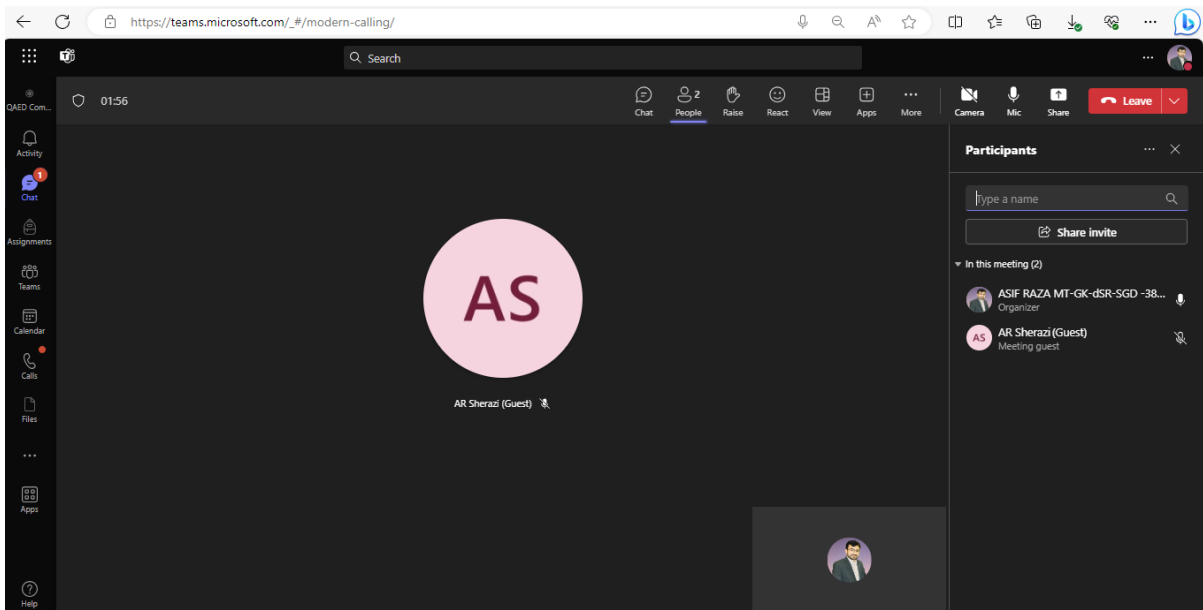 https://teams.microsoft.com/_#/modern-calling/
Search
QAED Com...
01:56
Chat
2
People
Raise
React
View
Apps
More
Camera
Mic
Share
Leave
Activity
1
Chat
Assignments
Teams
Calendar
Calls
Files
Apps
Help
AS
AR Sherazi (Guest)
Participants
Type a name
Share invite
In this meeting (2)
ASIF RAZA MT-GK-dSR-SGD -38...
Organizer
AS
AR Sherazi (Guest)
Meeting guest